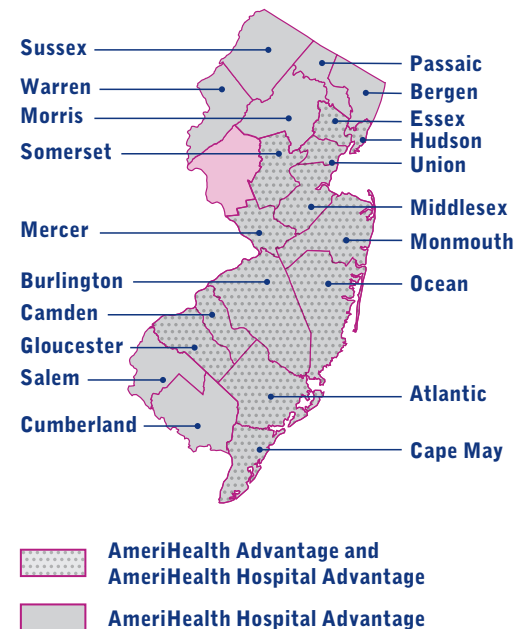 Sussex
Warren
Morris
Somerset
Mercer
Burlington
Camden
Gloucester
Salem
Cumberland
Passaic
Bergen
Essex
Hudson
Union
Middlesex
Monmouth
Ocean
Atlantic
Cape May
AmeriHealth Advantage and
AmeriHealth Hospital Advantage
AmeriHealth Hospital Advantage